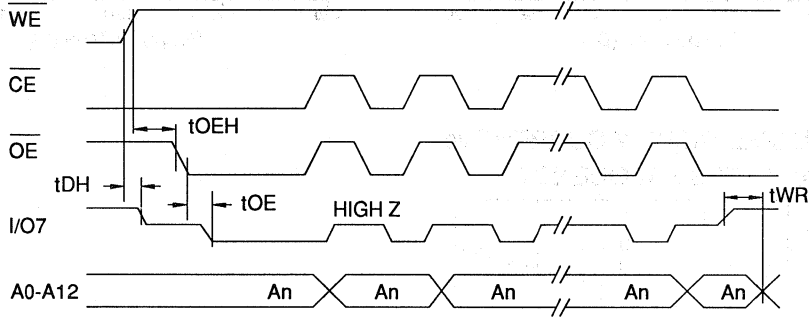 WE
CE
tOEH
OE
tDH
tOE
tWR
HIGH Z
I/O7
A0-A12 An An An An An